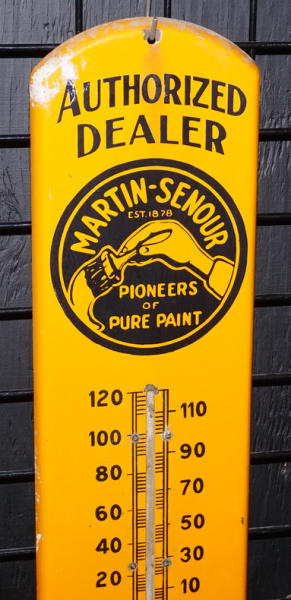 AUTHORIZED
DEALER
MARTIN-SENOUR
EST. 1878
PIONEERS
OF
PURE PAINT
120
110
100
90
80
70
60
50
40
30
20
10